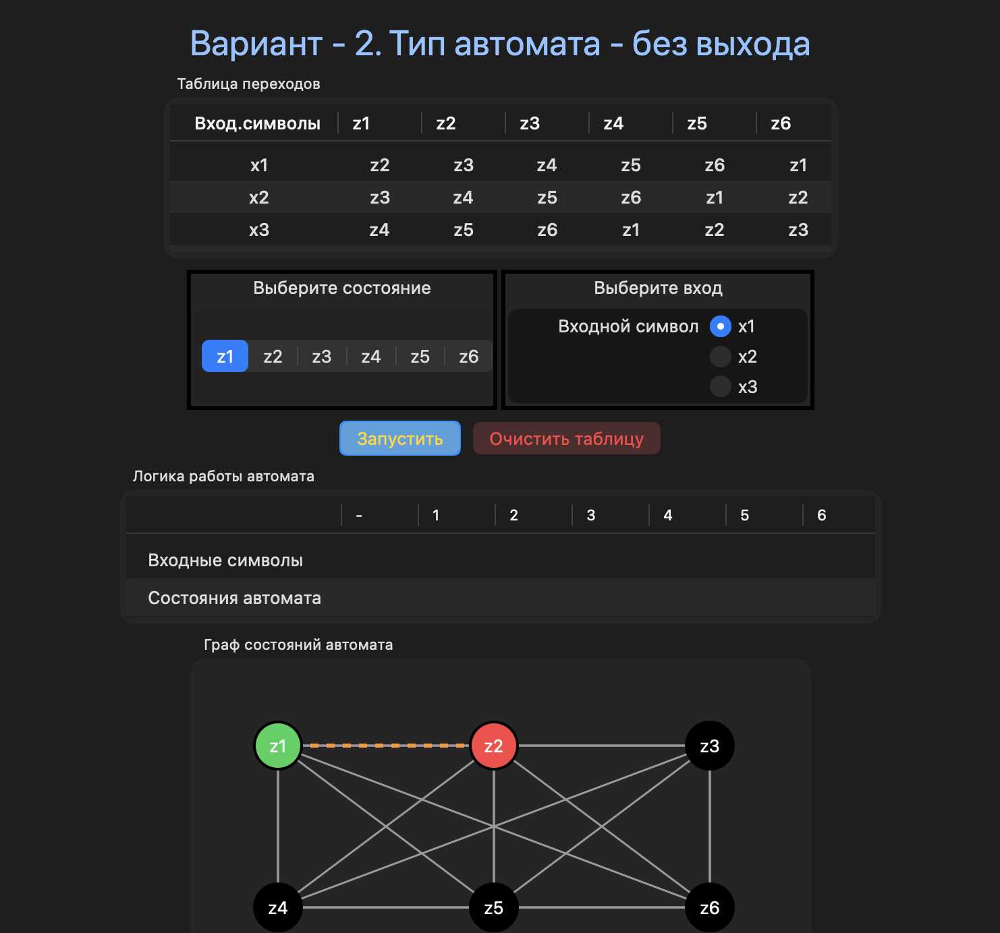 Вариант - 2. Тип автомата - без выхода
Таблица переходов
Вход.символы z1 z2 z3 z4 z5 z6
x1 z2 z3 z4 z5 z6 z1
x2 z3 z4 z5 z6 z1 z2
x3 z4 z5 z6 z1 z2 z3
Выберите состояние
z1 z2 z3 z4 z5 z6
Выберите вход
Входной символ x1
x2
x3
Запустить Очистить таблицу
Логика работы автомата
- 1 2 3 4 5 6
Входные символы
Состояния автомата
Граф состояний автомата
z1 z2 z3
z4 z5 z6